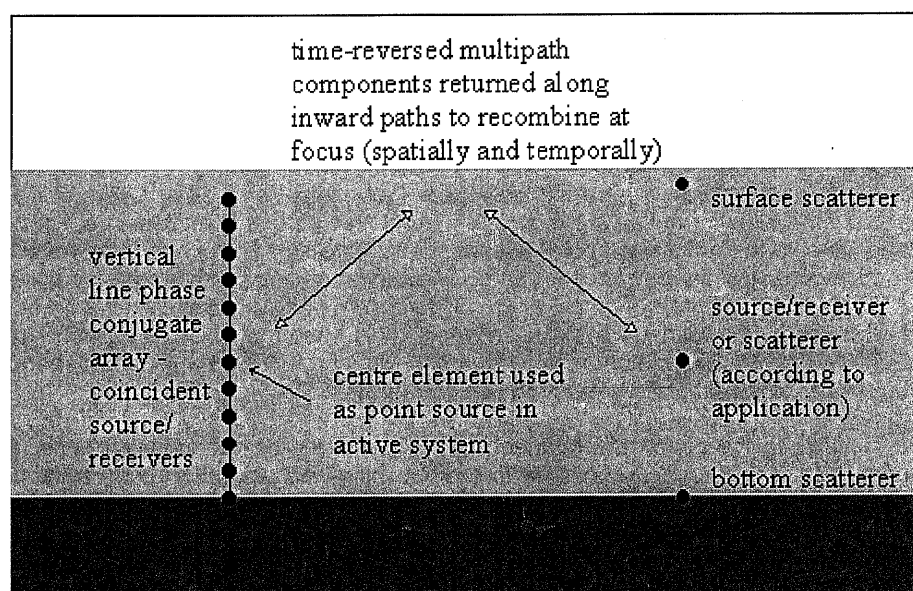 time-reversed multipath
components returned along
inward paths to recombine at
focus (spatially and temporally)
surface scatterer
vertical
line phase
conjugate
array -
coincident
source/
receivers
centre element used
as point source in
active system
source/receiver
or scatterer
(according to
application)
bottom scatterer